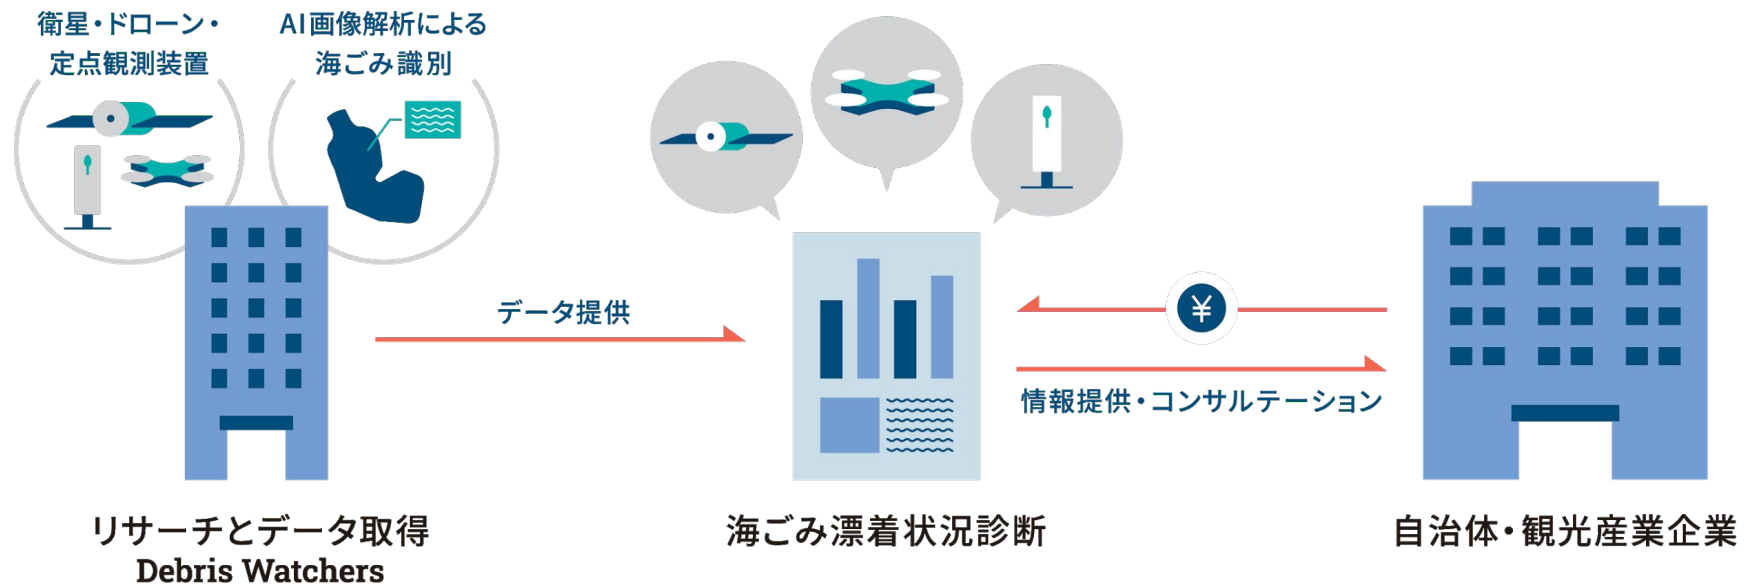 衛星・ドローン・
定点観測装置
AI画像解析による
海ごみ識別
データ提供
¥
情報提供・コンサルテーション
リサーチとデータ取得
Debris Watchers
海ごみ漂着状況診断
自治体・観光産業企業